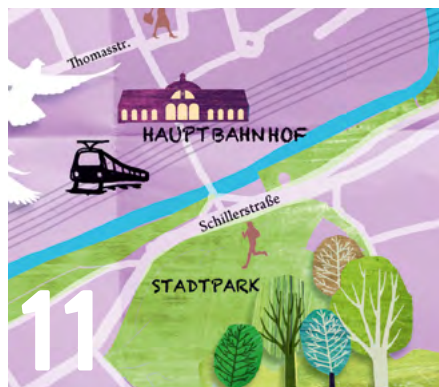 Thomasstr.
HAUPTBAHNHOF
Schillerstraße
STADTPARK
11